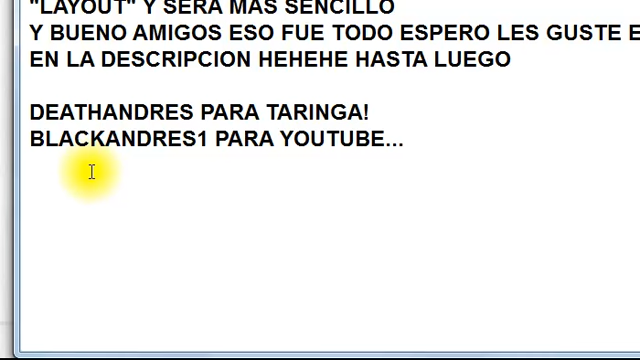 "LAYOUT" Y SERA MAS SENCILLO
Y BUENO AMIGOS ESO FUE TODO ESPERO LES GUSTE
EN LA DESCRIPCION HEHEHE HASTA LUEGO
DEATHANDRES PARA TARINGA!
BLACKANDRES1 PARA YOUTUBE...